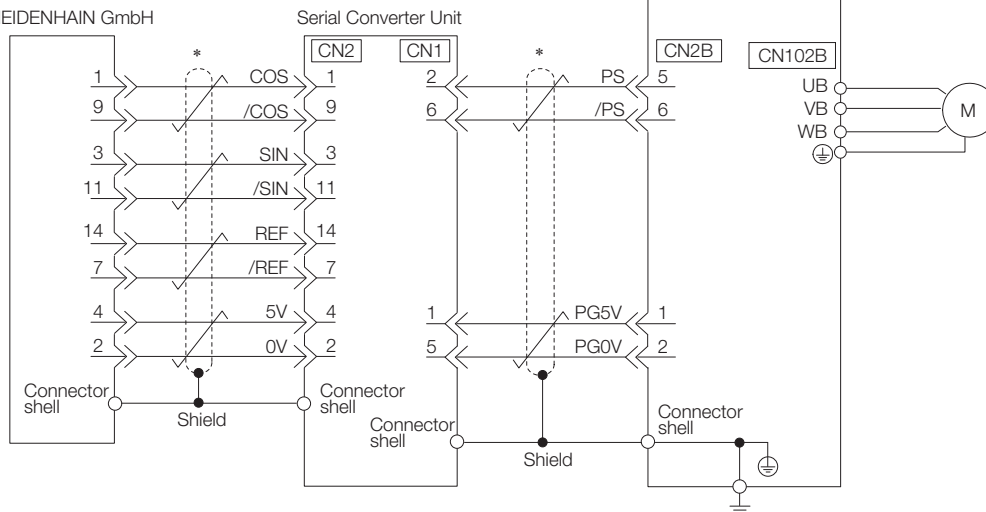 EIDENHAIN GmbH
Serial Converter Unit
CN2
CN1
CN2B
CN102B
*
*
1 COS 1
9 /COS 9
3 SIN 3
11 /SIN 11
14 REF 14
7 /REF 7
4 5V 4
2 0V 2
Connector
shell
Shield
Connector
shell
2 PS 5
6 /PS 6
1 PG5V 1
5 PG0V 2
Connector
shell
Shield
Connector
shell
UB
VB
WB
M